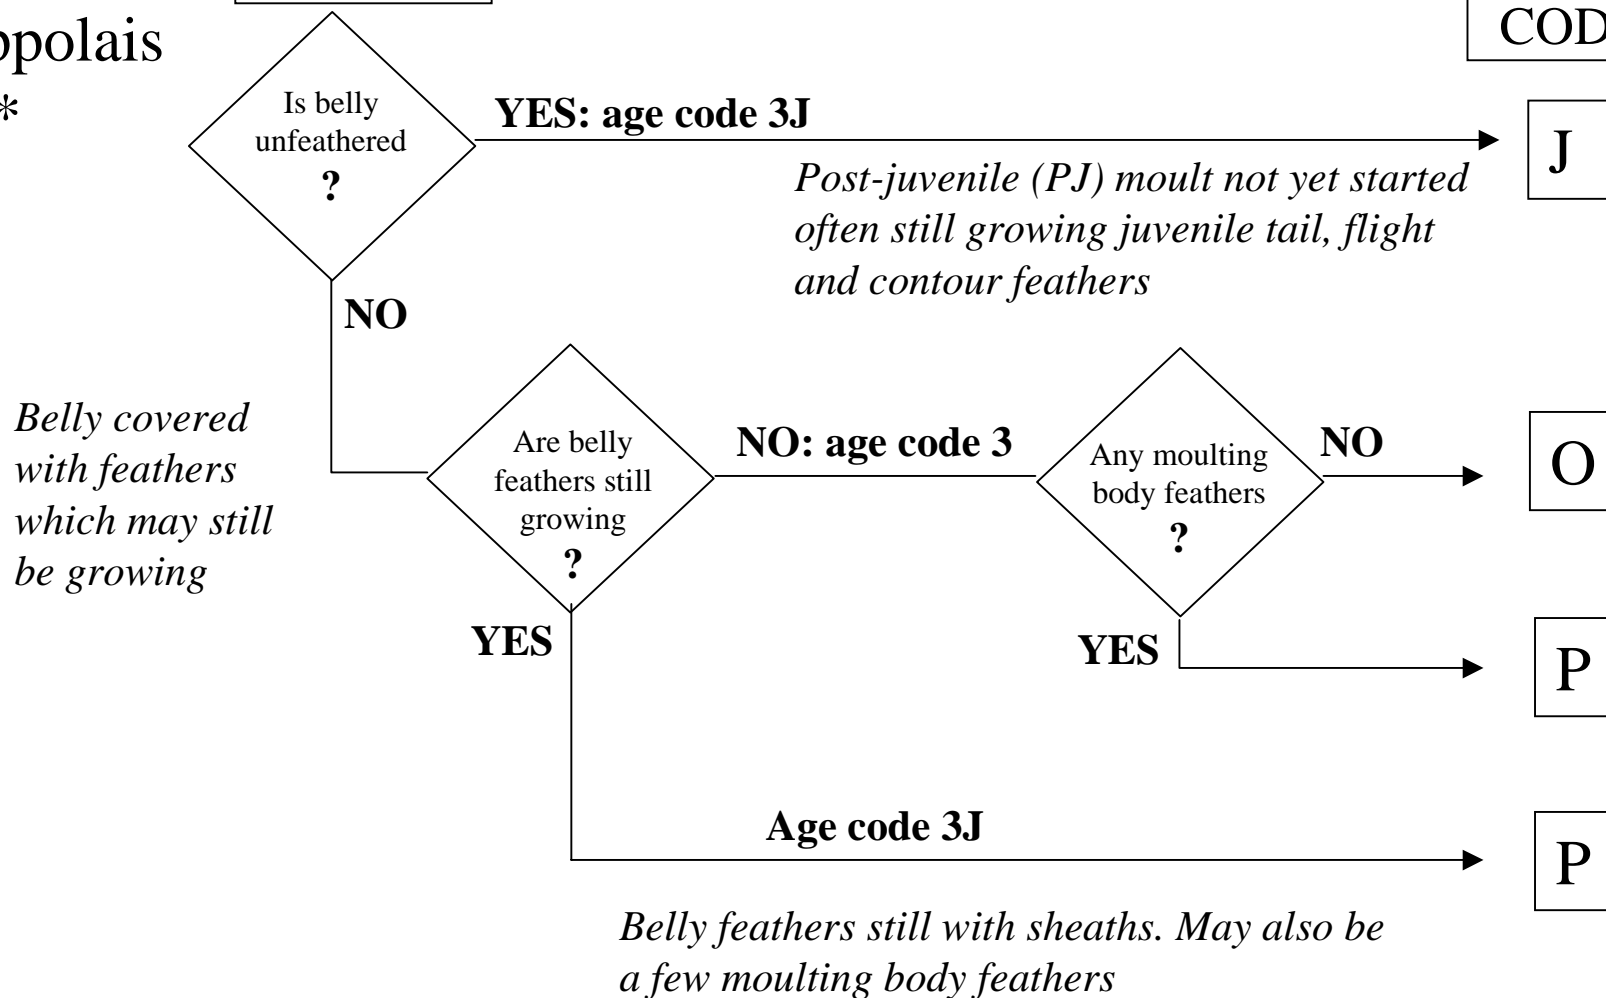 ppolais
*
COD
Is belly
unfeathered
?
YES: age code 3J
J
Post-juvenile (PJ) moult not yet started
often still growing juvenile tail, flight
and contour feathers
NO
Belly covered
with feathers
which may still
be growing
Are belly
feathers still
growing
?
NO: age code 3
Any moulting
body feathers
?
NO
O
YES
YES
P
Age code 3J
P
Belly feathers still with sheaths. May also be
a few moulting body feathers